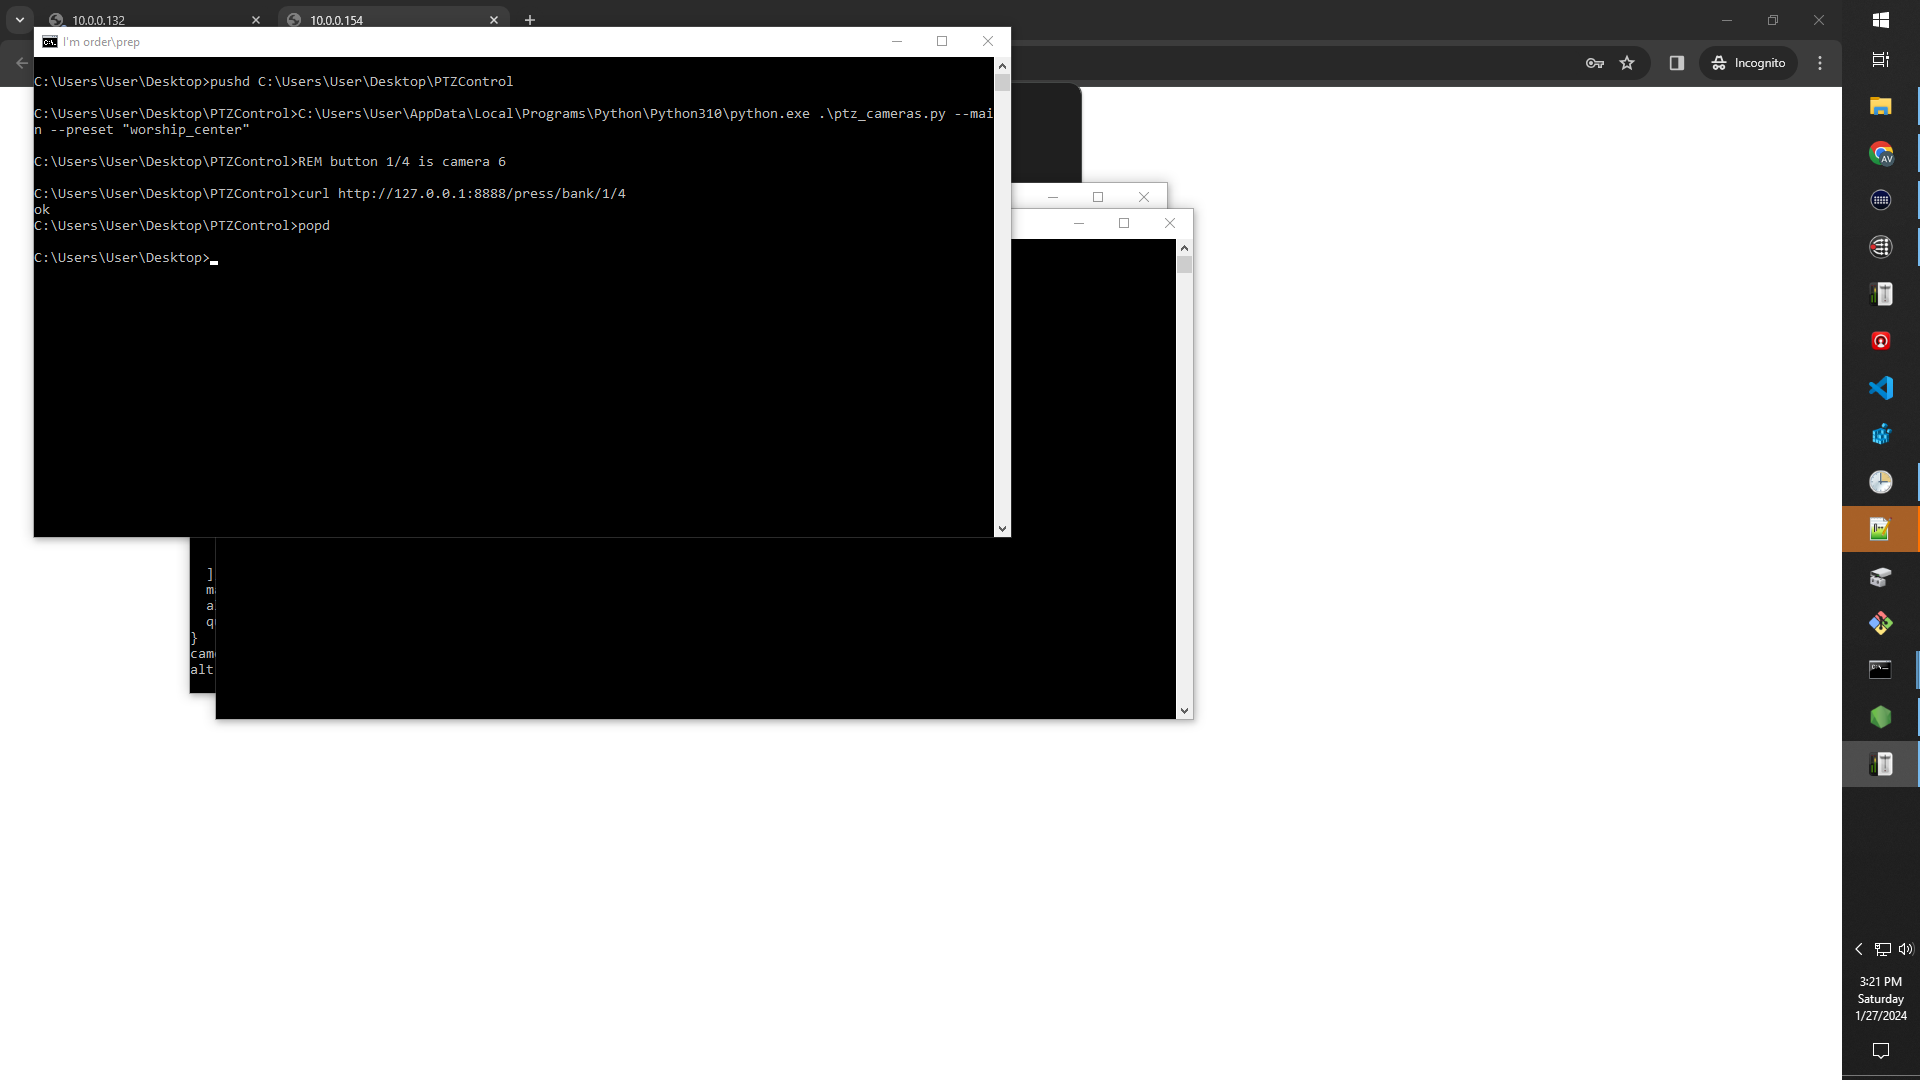 10.0.0.132
10.0.0.154
I'm order\prep
Incognito
C:\Users\User\Desktop>pushd C:\Users\User\Desktop\PTZControl
C:\Users\User\Desktop\PTZControl>C:\Users\User\AppData\Local\Programs\Python\Python310\python.exe .\ptz_cameras.py --mai
n --preset "worship_center"
C:\Users\User\Desktop\PTZControl>REM button 1/4 is camera 6
C:\Users\User\Desktop\PTZControl>curl http://127.0.0.1:8888/press/bank/1/4
ok
C:\Users\User\Desktop\PTZControl>popd
C:\Users\User\Desktop>
]
}
alt
AV
3:21 PM
Saturday
1/27/2024